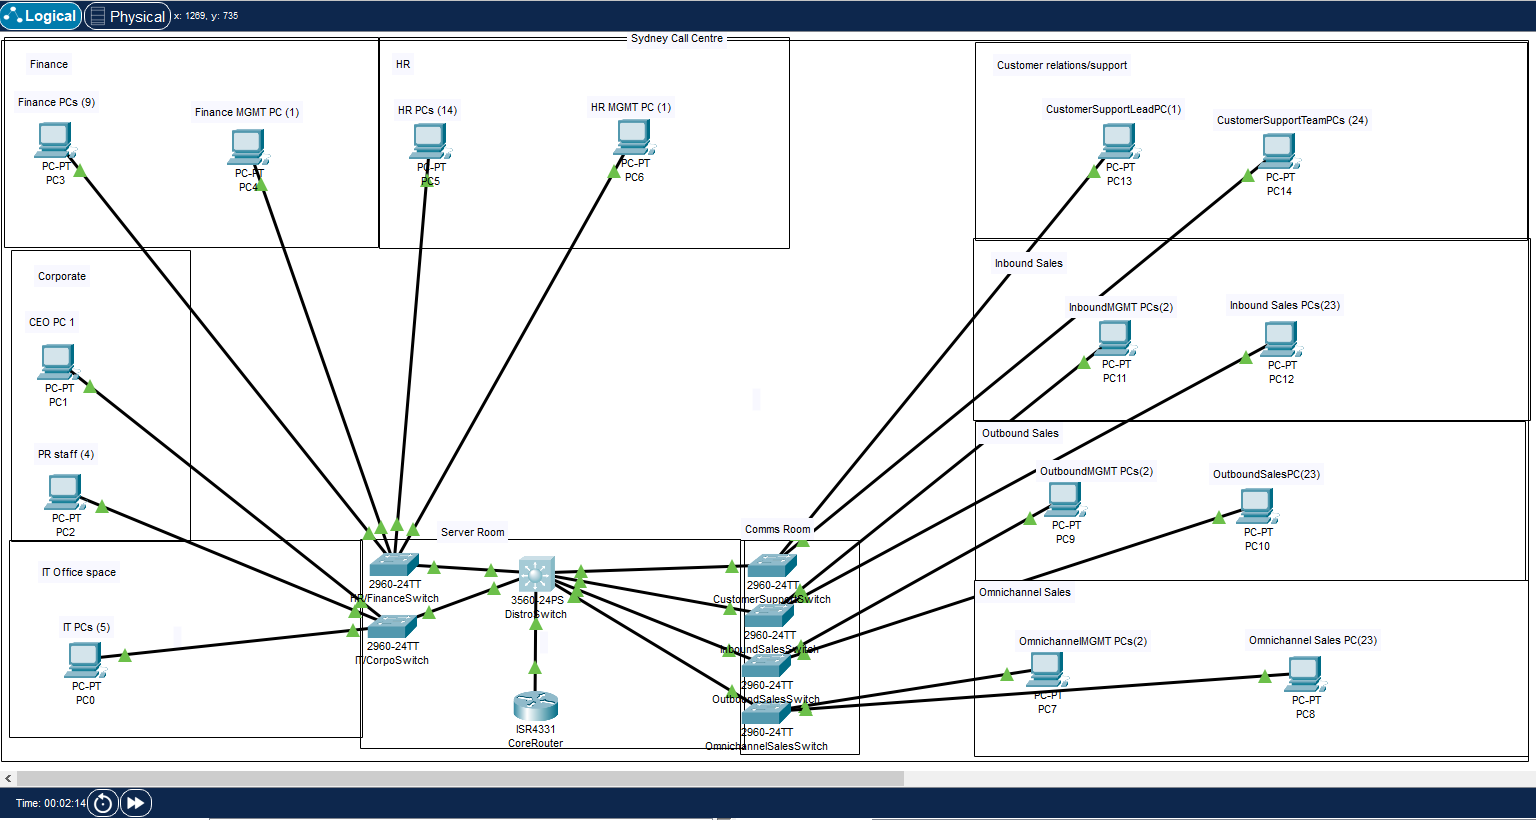 Logical
Physical
x: 1269, y: 735
Sydney Call Centre
Finance
HR
Customer relations/support
Finance PCs (9)
Finance MGMT PC (1)
HR PCs (14)
HR MGMT PC (1)
CustomerSupportLeadPC(1)
CustomerSupportTeamPCs (24)
PC-PT
PC3
PC-PT
PC4
PC-PT
PC5
PC-PT
PC6
PC-PT
PC13
PC-PT
PC14
Corporate
Inbound Sales
CEO PC 1
InboundMGMT PCs(2)
Inbound Sales PCs(23)
PC-PT
PC1
PC-PT
PC11
PC-PT
PC12
PR staff (4)
Outbound Sales
OutboundMGMT PCs(2)
OutboundSalesPC(23)
PC-PT
PC2
PC-PT
PC9
PC-PT
PC10
Server Room
Comms Room
IT Office space
2960-24TT
HR/FinanceSwitch
3560-24PS
DistroSwitch
2960-24TT
CustomerSupportSwitch
Omnichannel Sales
IT PCs (5)
2960-24TT
IT/CorpoSwitch
2960-24TT
InboundSalesSwitch
OmnichannelMGMT PCs(2)
Omnichannel Sales PC(23)
PC-PT
PC0
2960-24TT
OutboundSalesSwitch
PC-PT
PC7
PC-PT
PC8
ISR4331
CoreRouter
2960-24TT
OmnichannelSalesSwitch
Time: 00:02:14